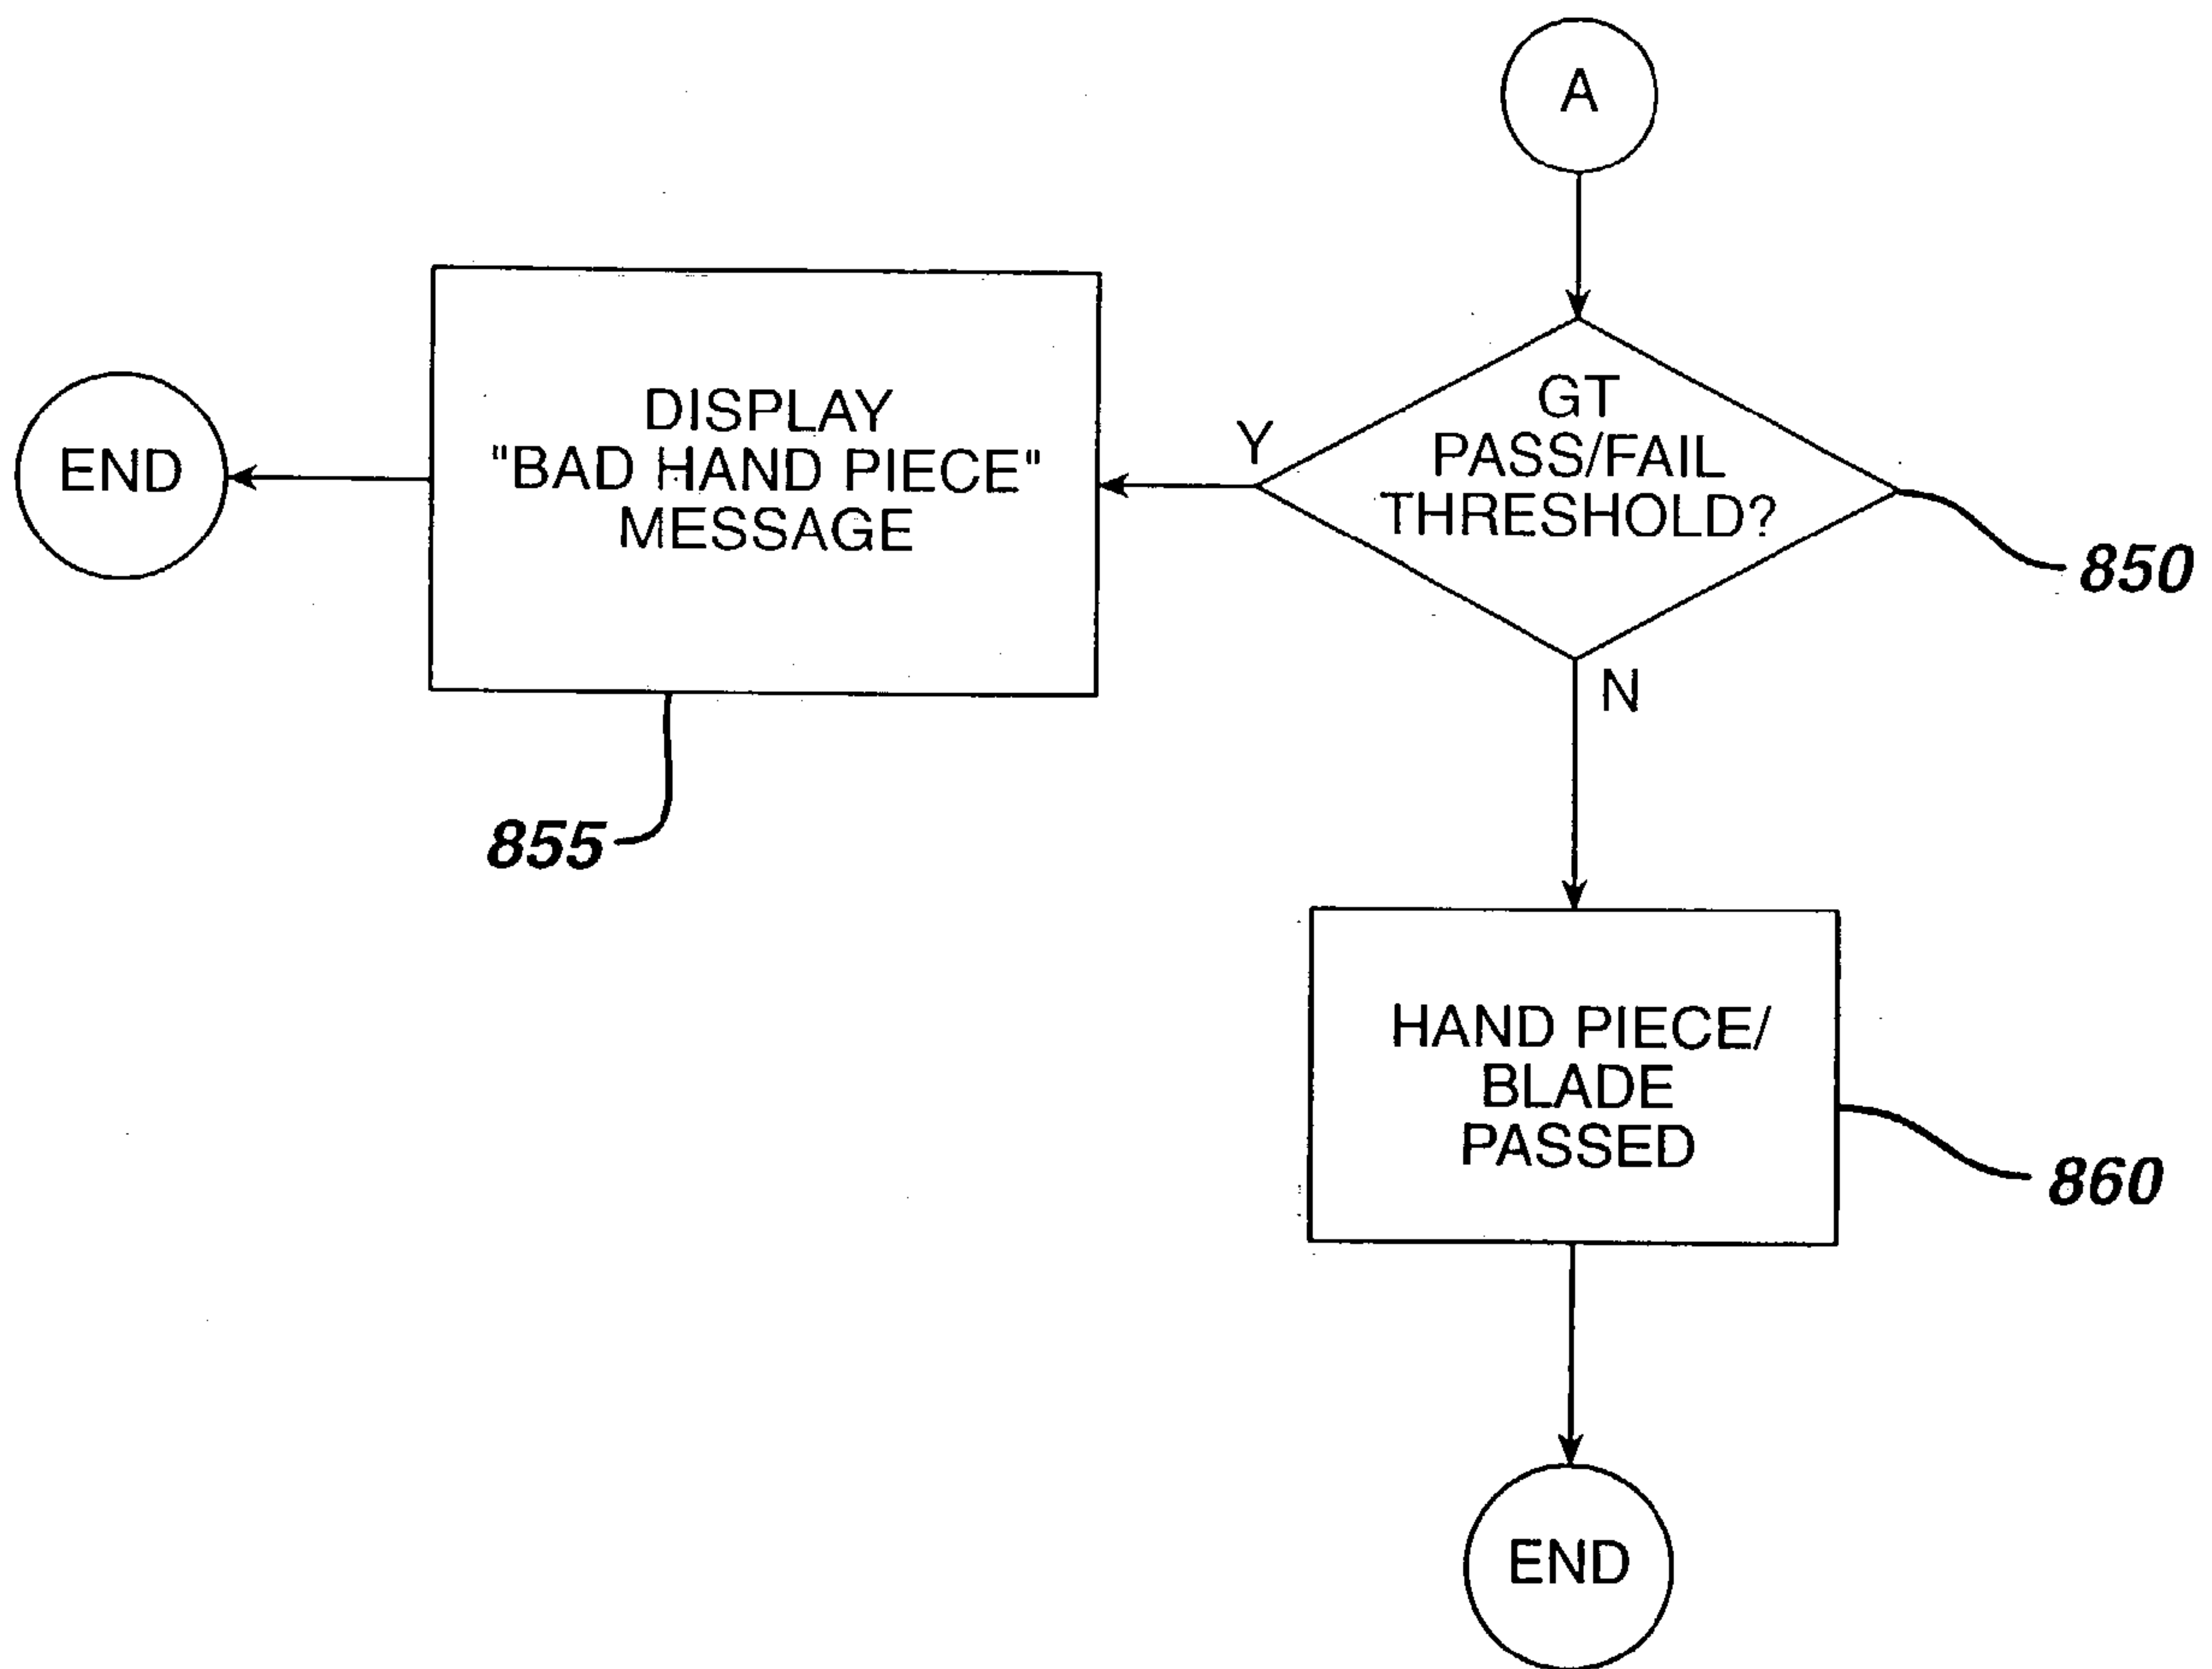 A
GT
PASS/FAIL
THRESHOLD?
Y
N
850
DISPLAY
"BAD HAND PIECE"
MESSAGE
855
END
HAND PIECE/
BLADE
PASSED
860
END